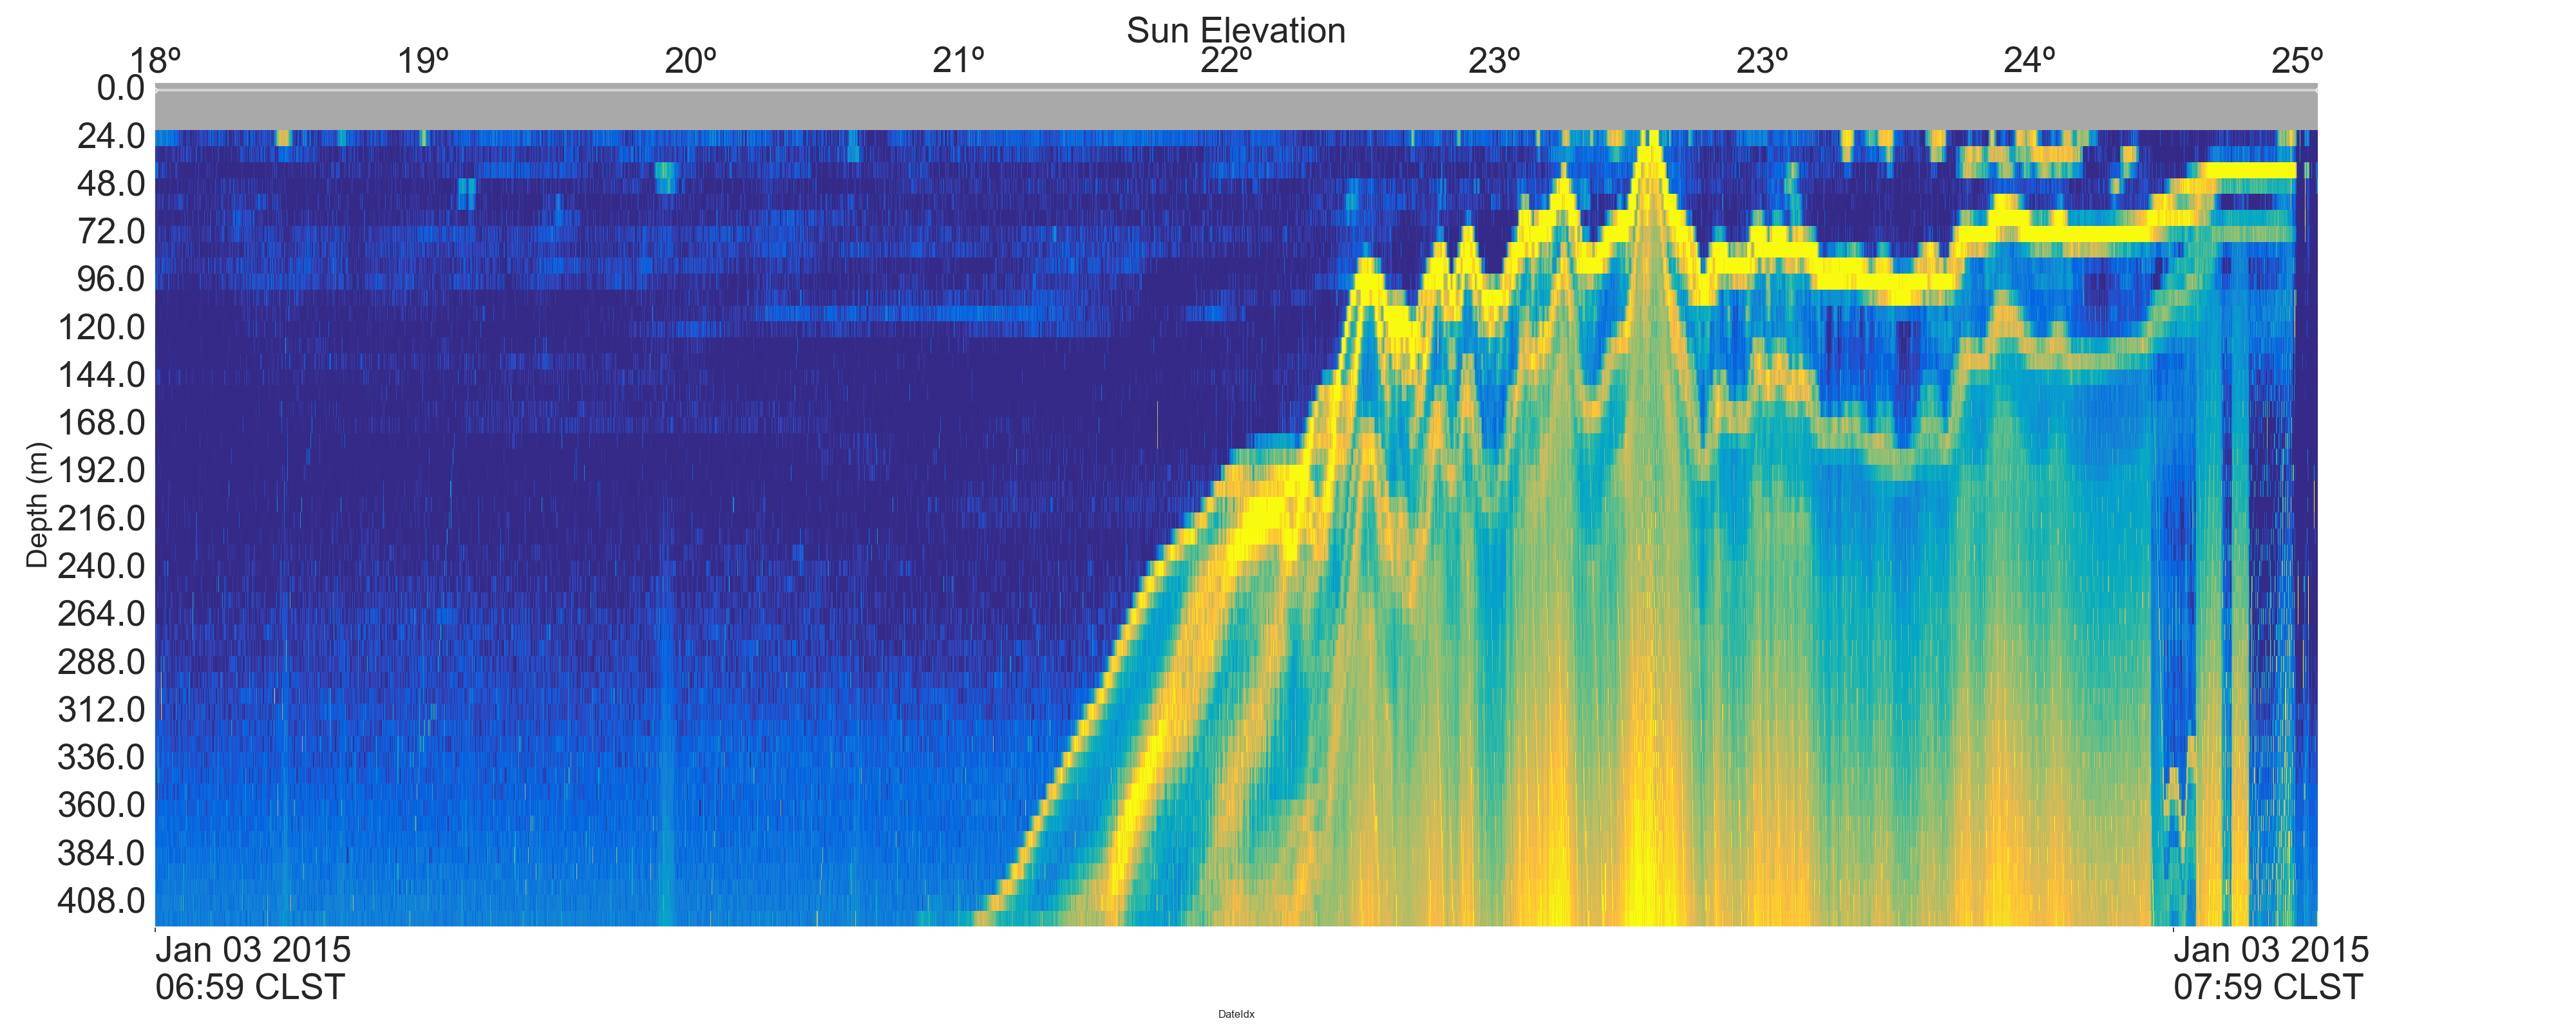 Sun Elevation
18º 19º 20º 21º 22º 23º 23º 24º 25º
0.0
24.0
48.0
72.0
96.0
120.0
144.0
168.0
192.0
216.0
240.0
264.0
288.0
312.0
336.0
360.0
384.0
408.0
Depth (m)
Jan 03 2015
06:59 CLST
Jan 03 2015
07:59 CLST
DateIdx